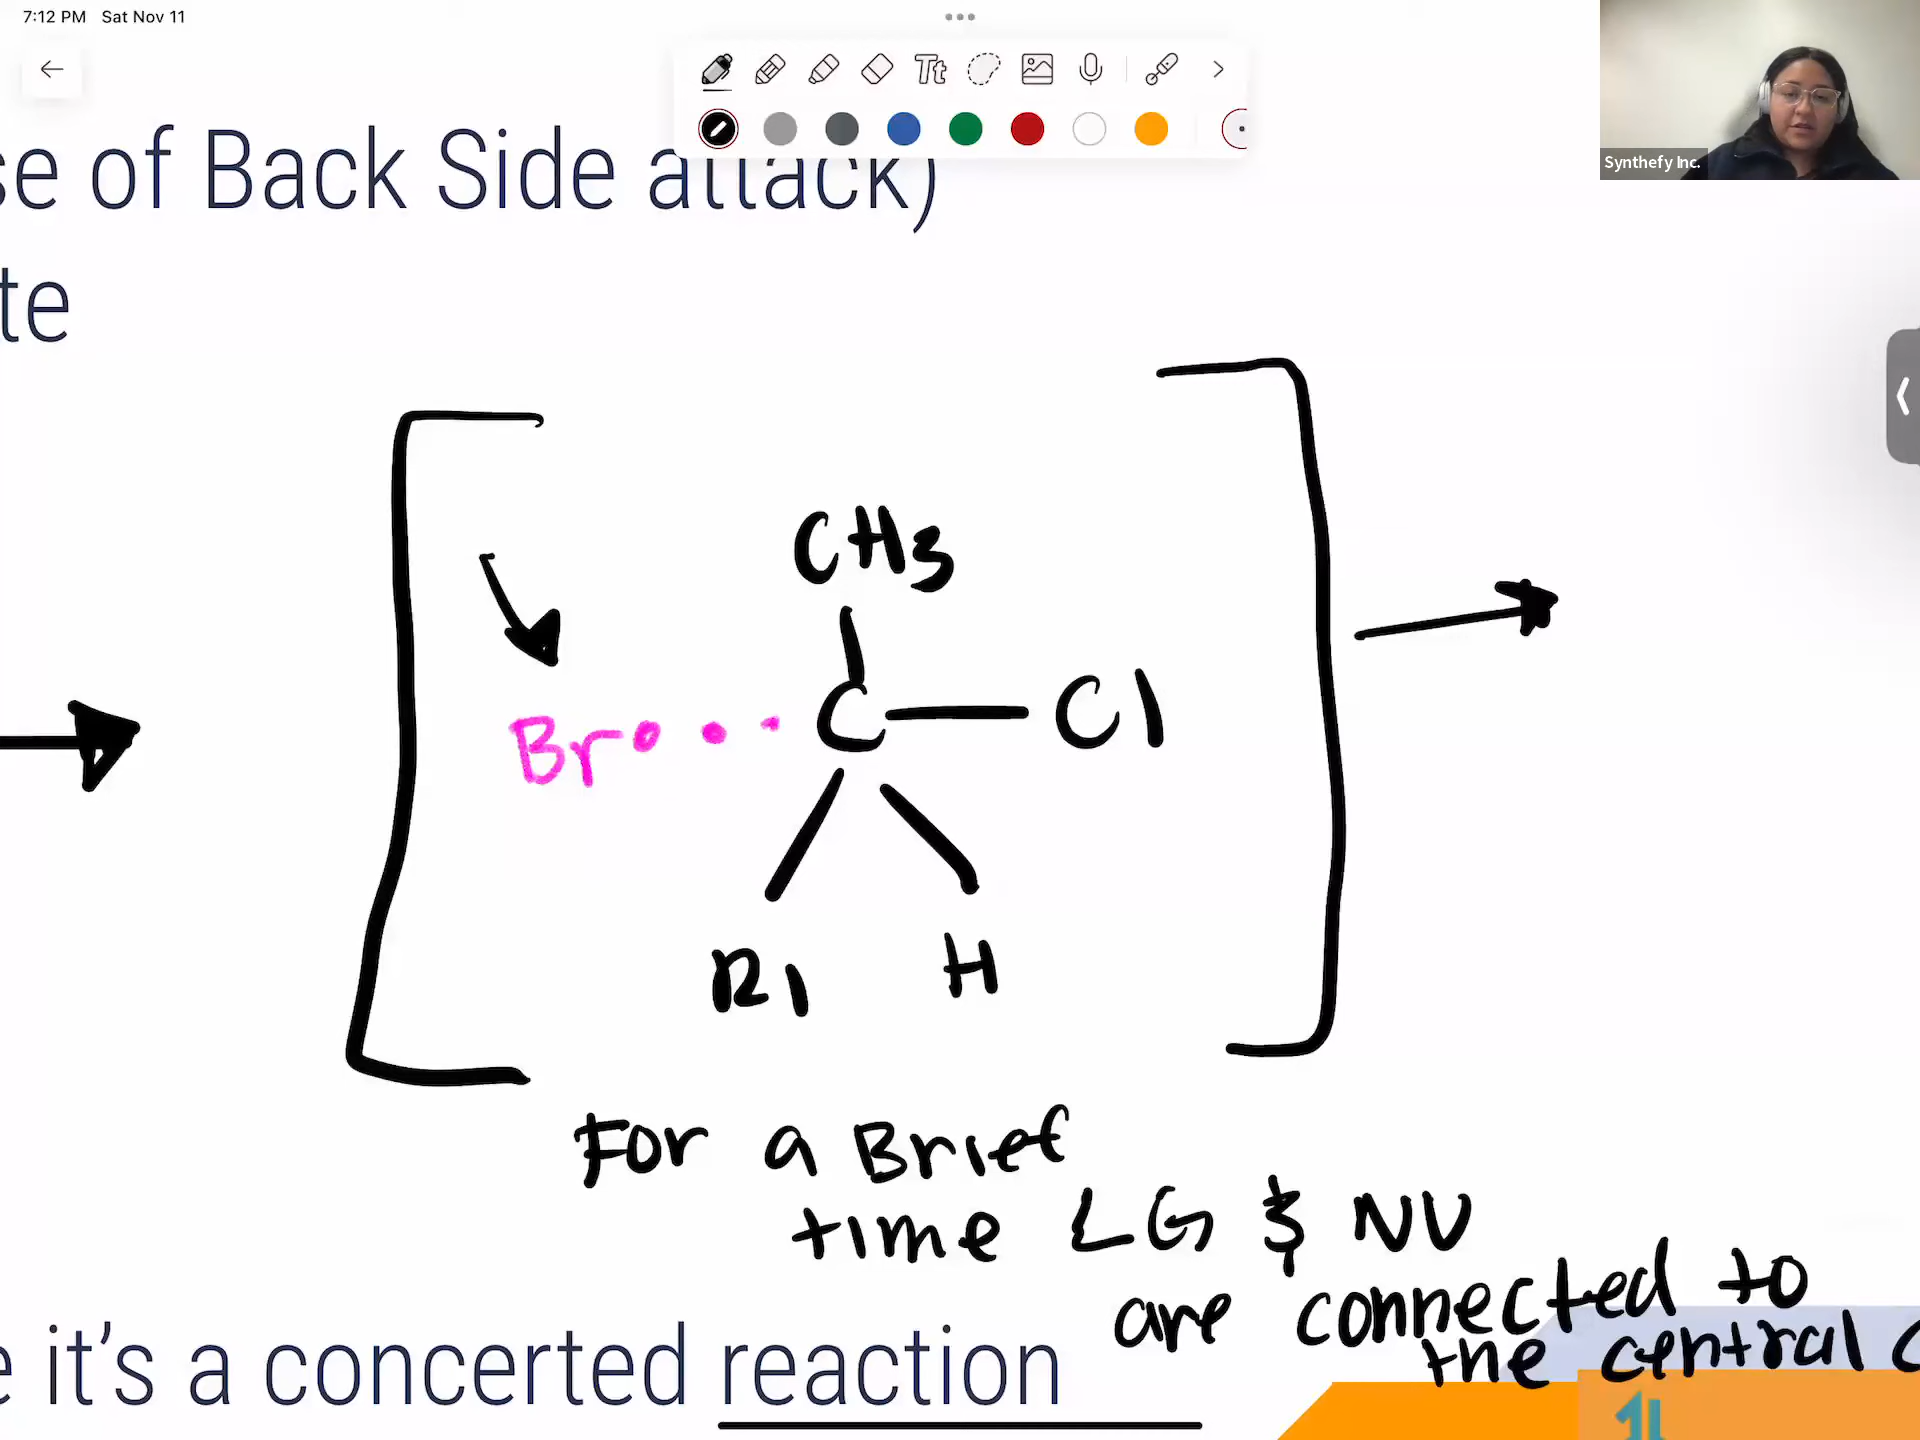 7:12 PM Sat Nov 11
Tt
Synthefy Inc.
se of Back Side attack)
te
CH3
Br C Cl
R1 H
For a Brief
time LG & NU
are connected to
the central C
e it's a concerted reaction